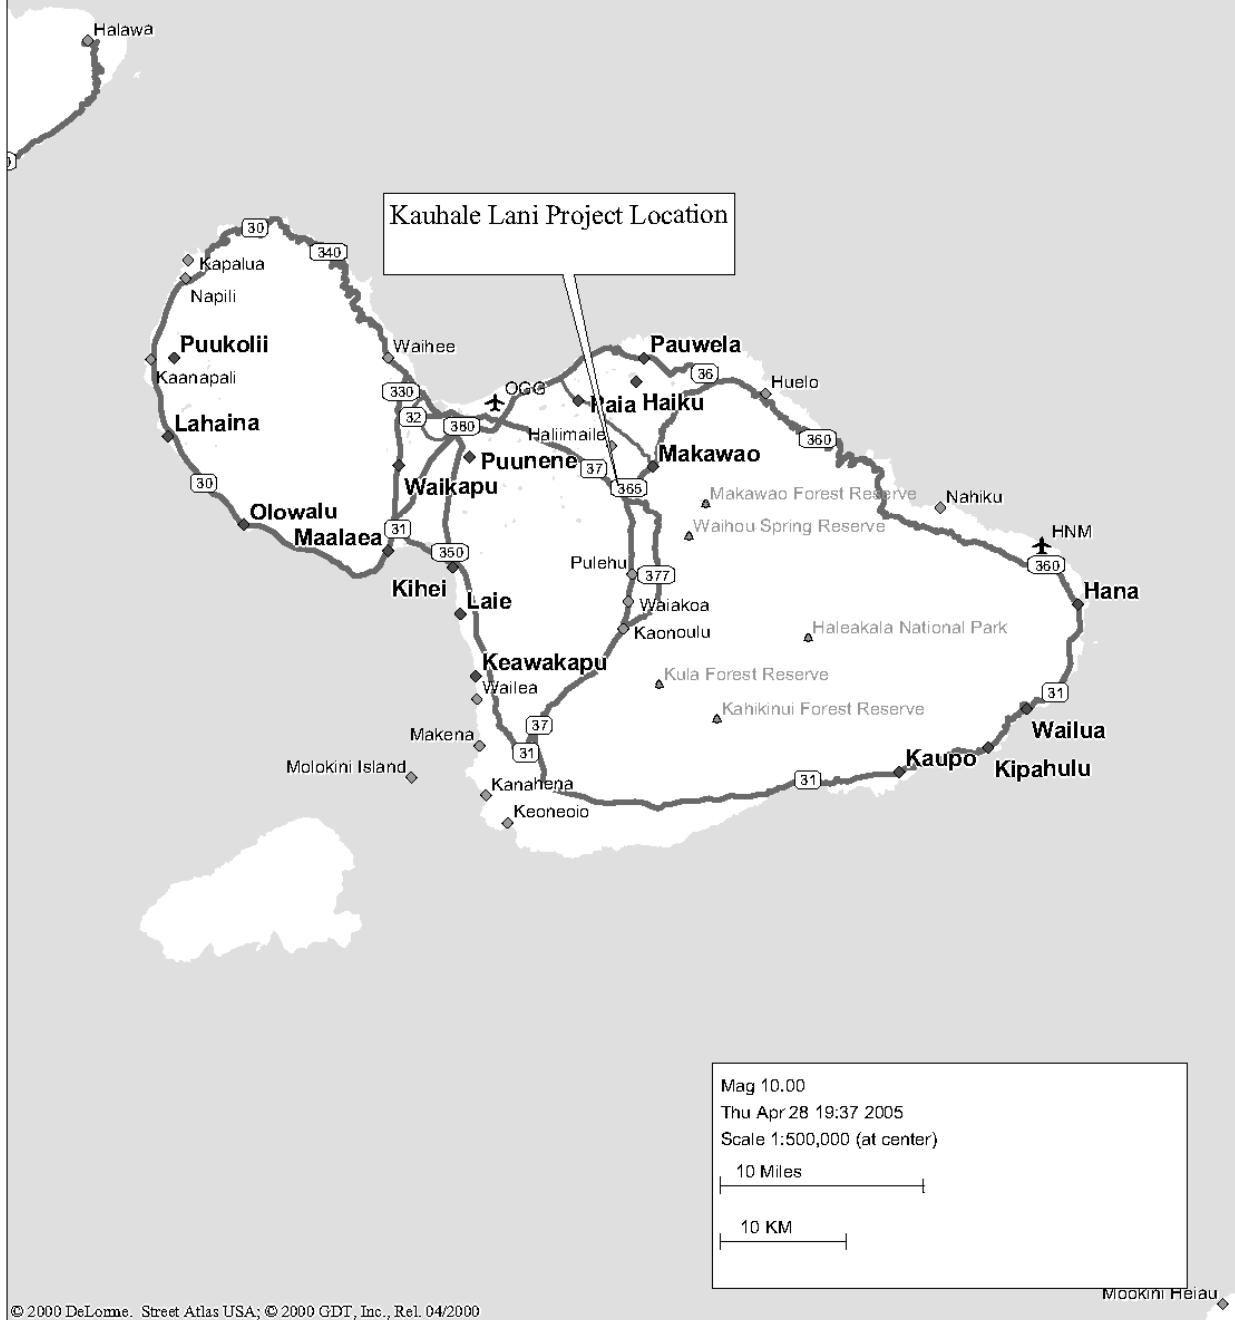 Halawa
Kauhale Lani Project Location
30
340
Kapalua
Napili
Puukolii
Kaanapali
Waihee
Pauwela
36
Huelo
330
OGG
Paia
Haiku
32
380
Lahaina
Haliimaile
360
Puunene
37
Makawao
30
Waikapu
365
Makawao Forest Reserve
Nahiku
Olowalu
31
Waihou Spring Reserve
Maalaea
HNM
350
Pulehu
377
360
Kihei
Laie
Waiakoa
Hana
Kaonoulu
Haleakala National Park
Keawakapu
Kula Forest Reserve
Wailea
31
Kahikinui Forest Reserve
37
Makena
Wailua
31
Molokini Island
Kaupo
Kipahulu
31
Kanahena
Keoneoio
Mag 10.00
Thu Apr 28 19:37 2005
Scale 1:500,000 (at center)
10 Miles
10 KM
Mookini Heiau
© 2000 DeLorme. Street Atlas USA; © 2000 GDT, Inc., Rel. 04/2000